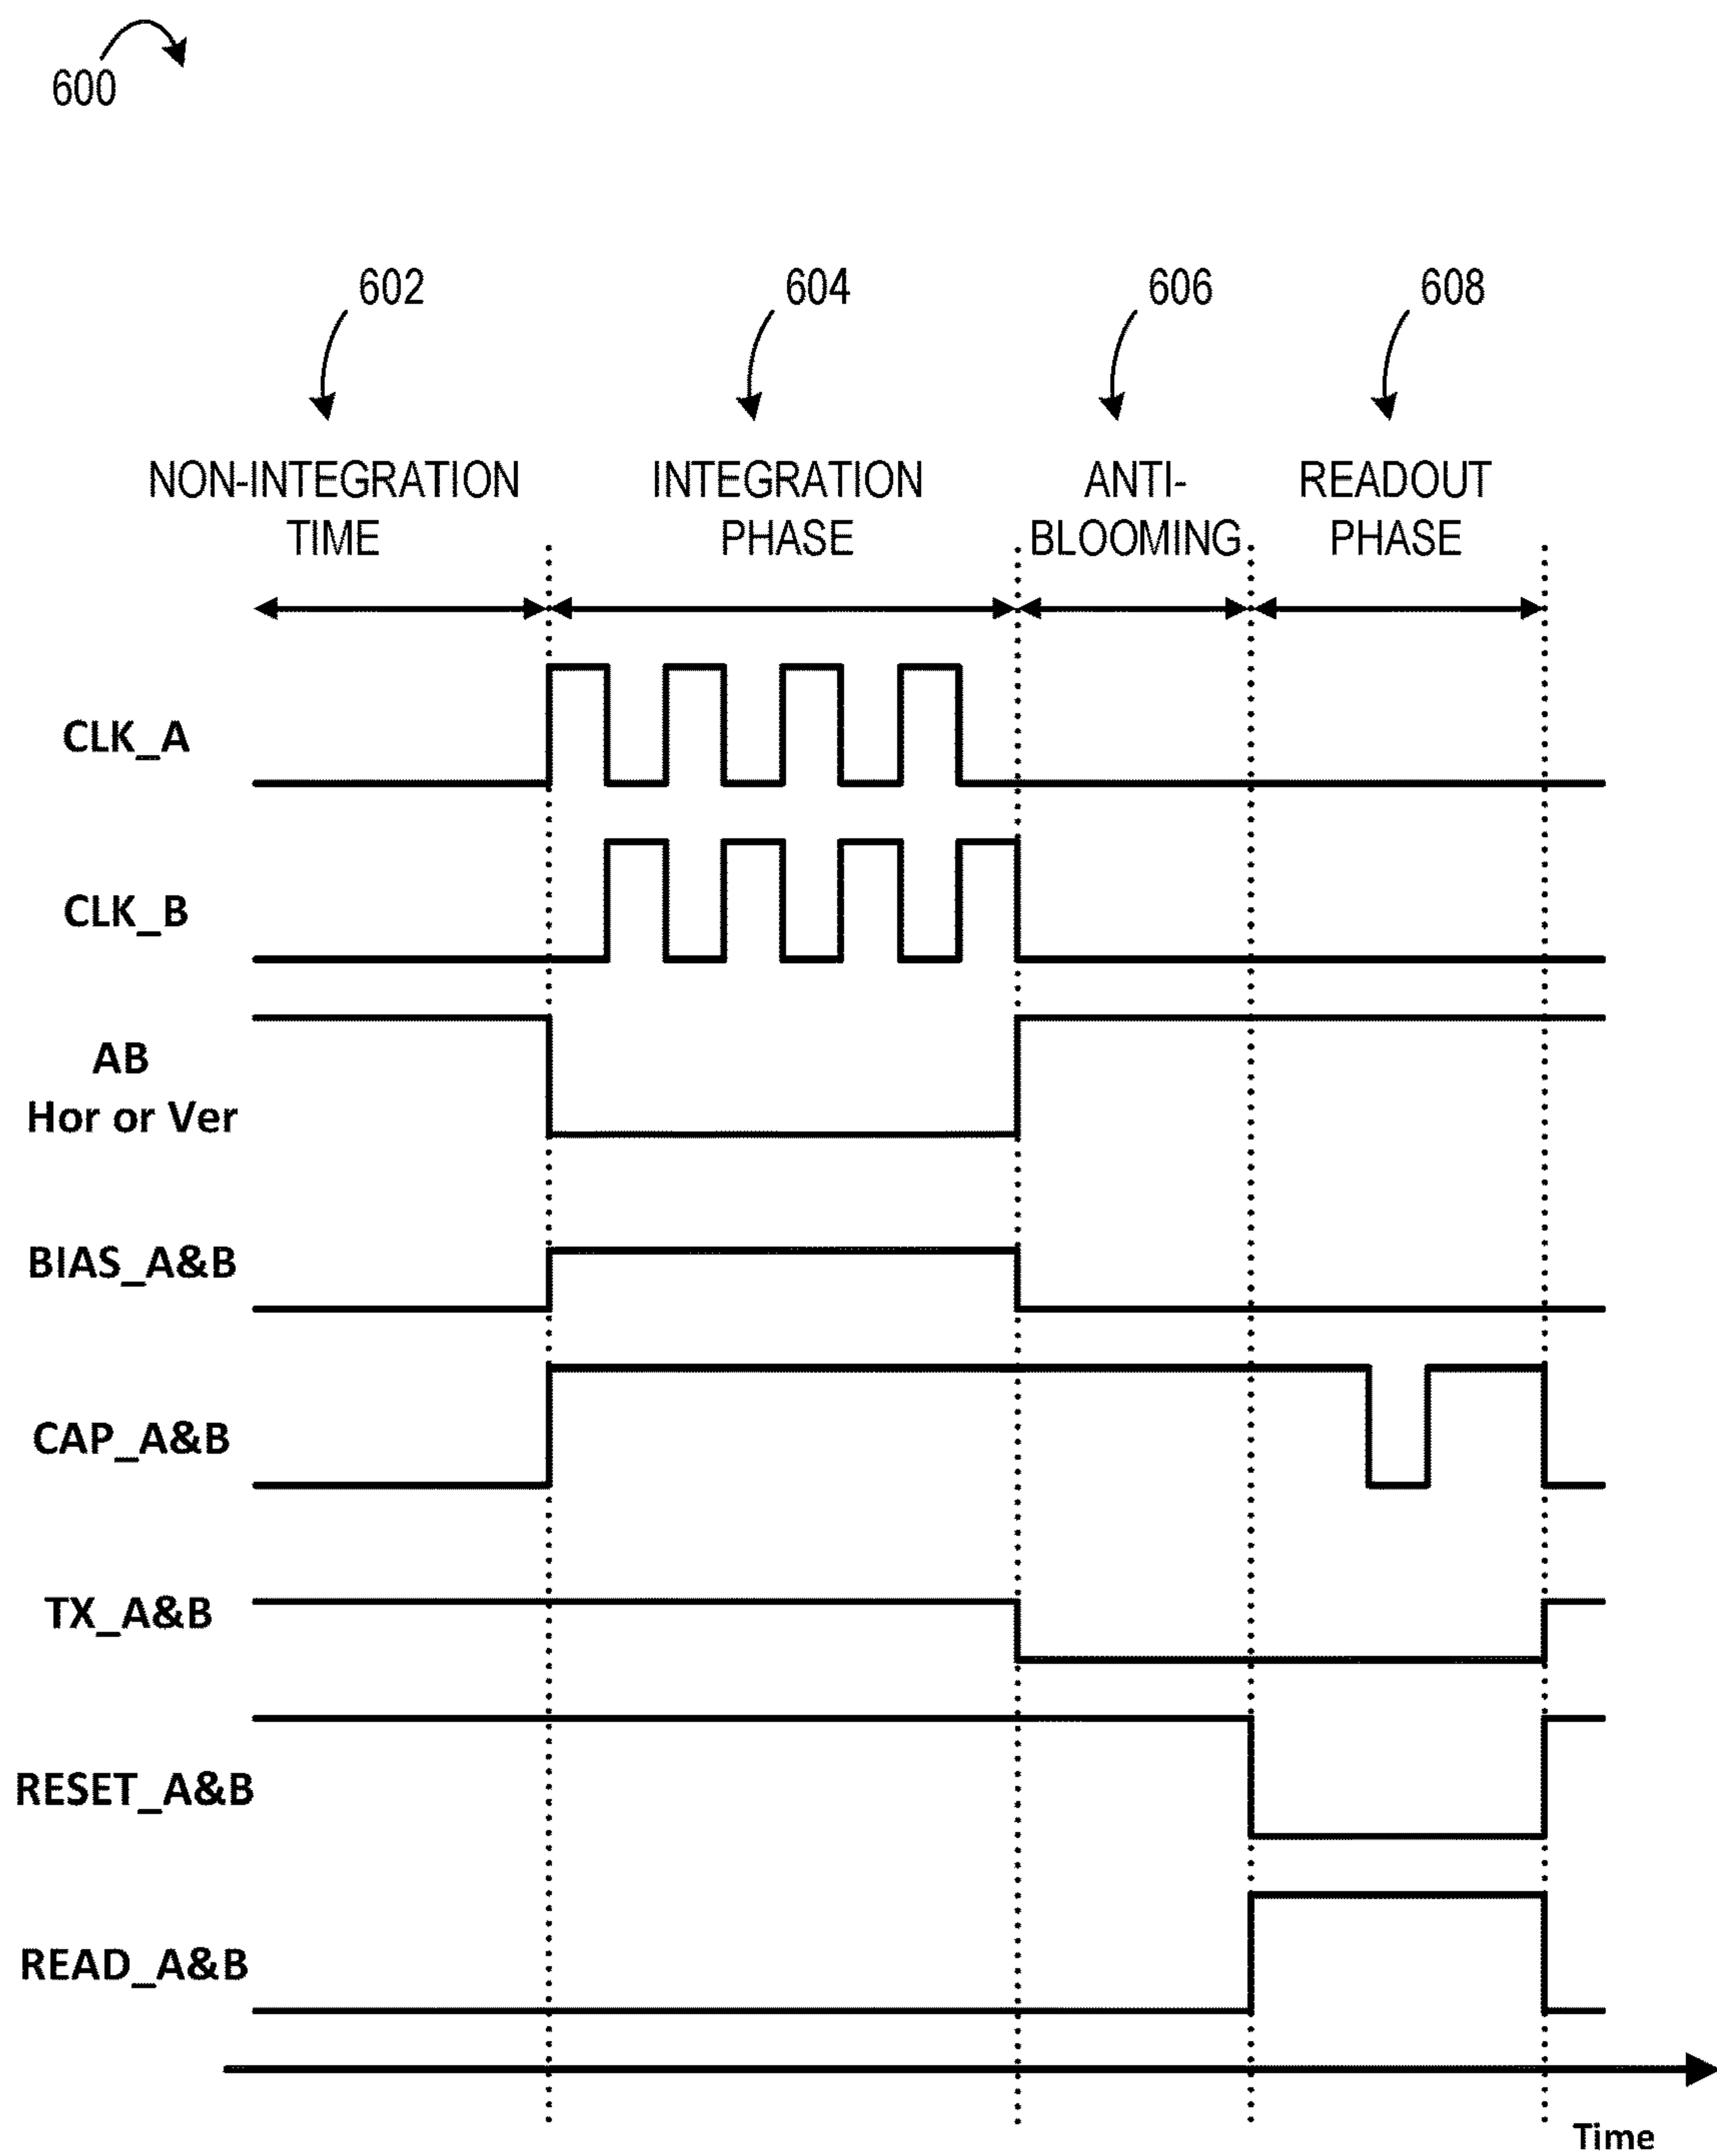 600
602
604
606
608
NON-INTEGRATION
TIME
INTEGRATION
PHASE
ANTI-
BLOOMING
READOUT
PHASE
CLK_A
CLK_B
AB
Hor or Ver
BIAS_A&B
CAP_A&B
TX_A&B
RESET_A&B
READ_A&B
Time